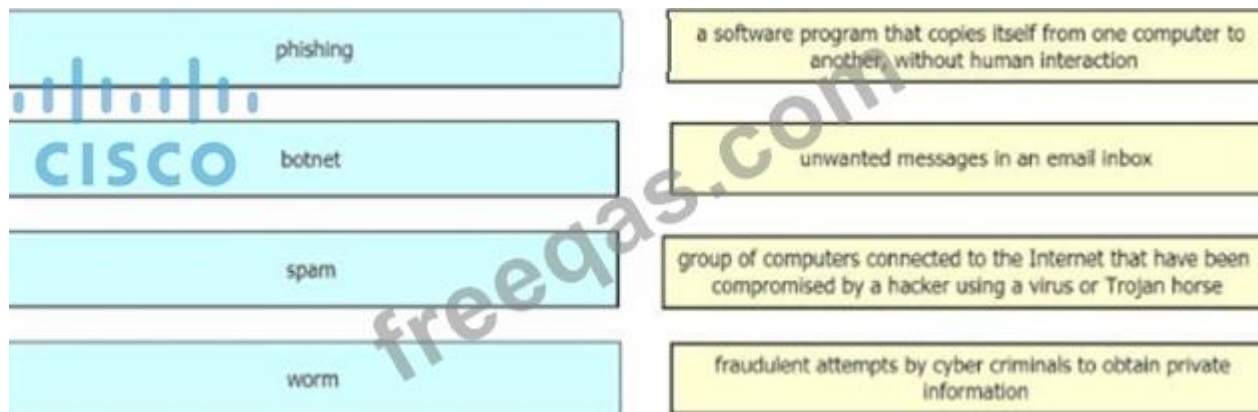 phishing
a software program that copies itself from one computer to
another, without human interaction
CISCO
botnet
unwanted messages in an email inbox
spam
group of computers connected to the Internet that have been
compromised by a hacker using a virus or Trojan horse
worm
fraudulent attempts by cyber criminals to obtain private
information
freeqas.com